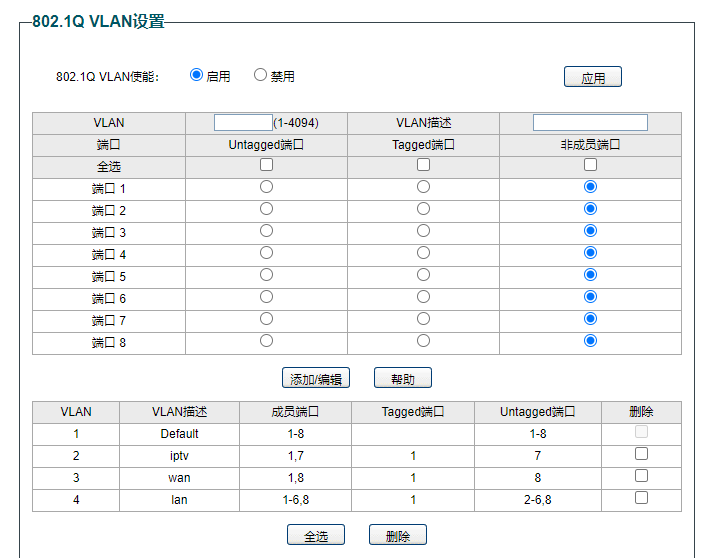 802.1Q VLAN设置
802.1Q VLAN使能: 启用 禁用 应用
VLAN (1-4094) VLAN描述
端口 Untagged端口 Tagged端口 非成员端口
全选
端口 1
端口 2
端口 3
端口 4
端口 5
端口 6
端口 7
端口 8
添加/编辑 帮助
VLAN VLAN描述 成员端口 Tagged端口 Untagged端口 删除
1 Default 1-8 1-8
2 iptv 1,7 1 7
3 wan 1,8 1 8
4 lan 1-6,8 1 2-6,8
全选 删除